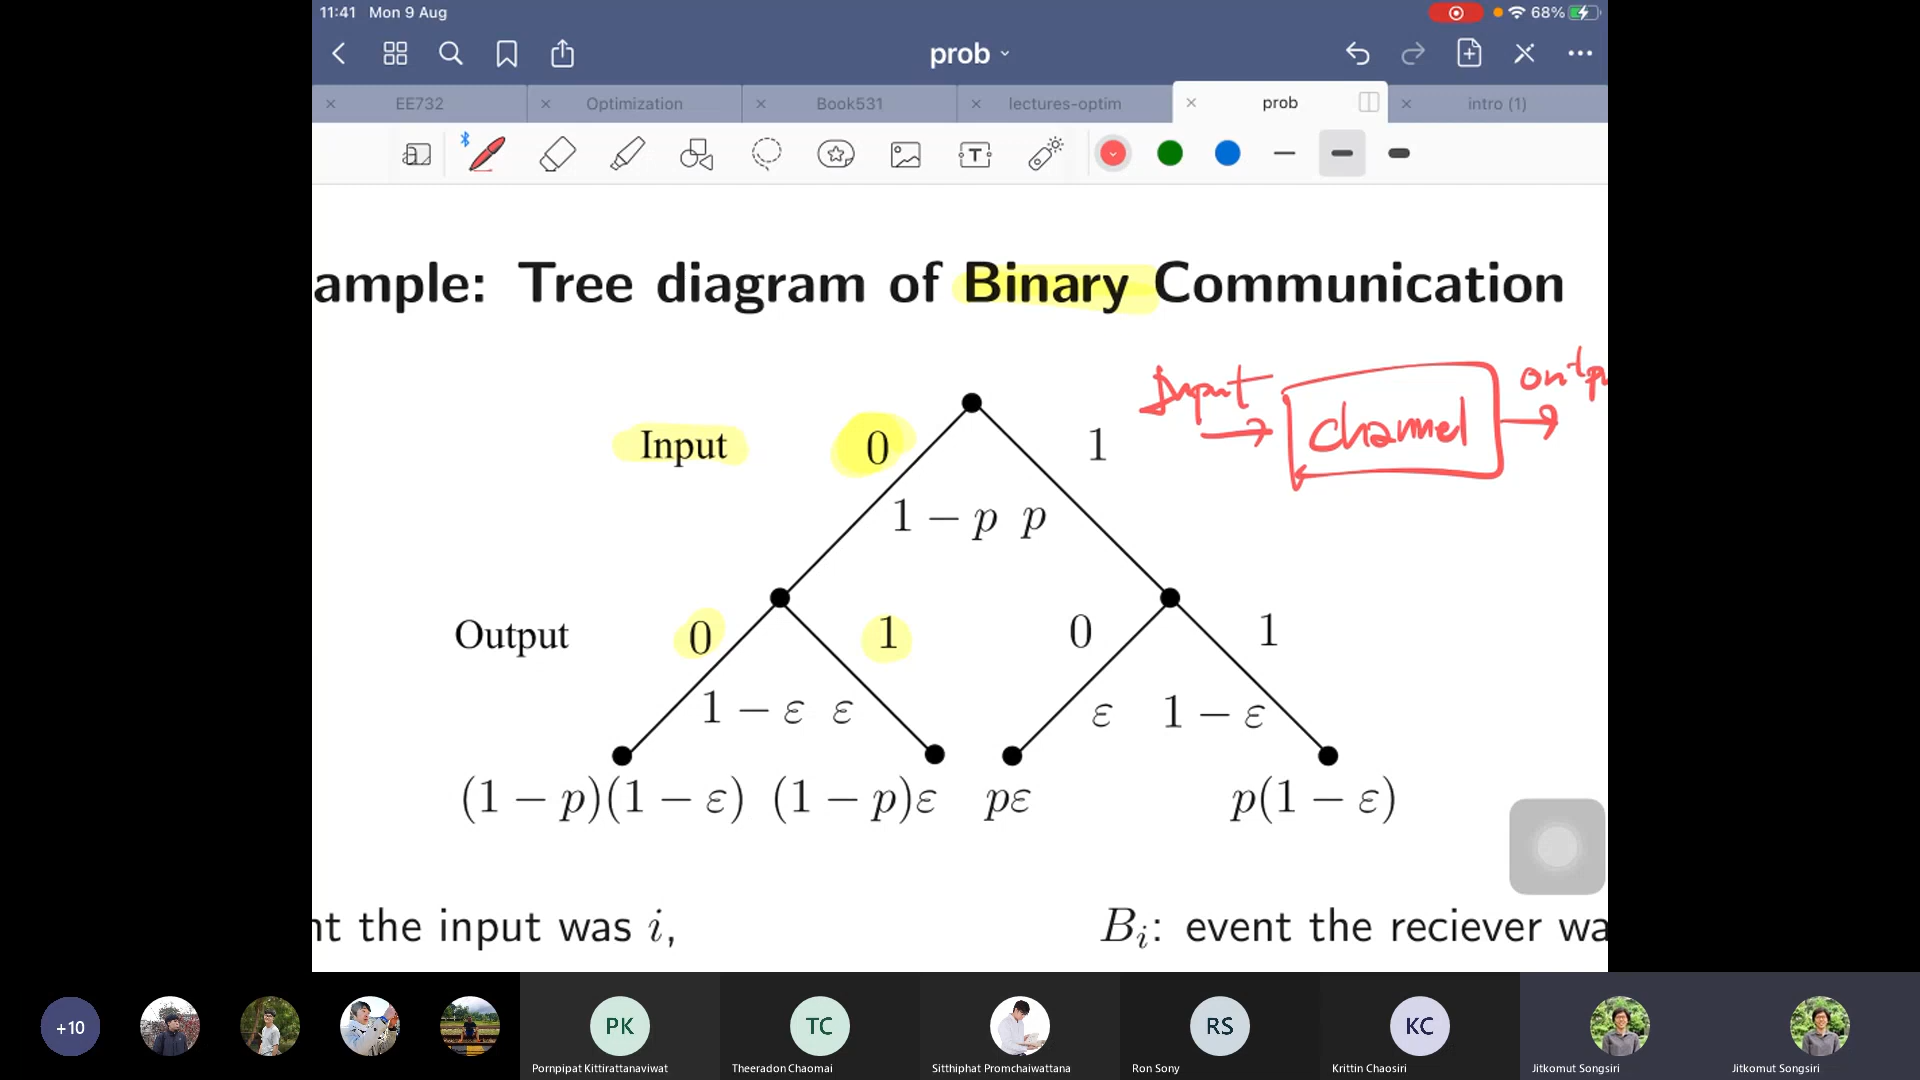 11:41 Mon 9 Aug
68%
prob
EE732
Optimization
Book531
lectures-optim
prob
intro (1)
T
ample: Tree diagram of Binary Communication
Input
channel
outp
Input 0 1
1 − p p
Output 0 1 0 1
1 − ε ε ε 1 − ε
(1 − p)(1 − ε) (1 − p)ε pε p(1 − ε)
nt the input was i,
Bi: event the reciever wa
+10
PK
TC
RS
KC
Pornpipat Kittirattanaviwat
Theeradon Chaomai
Sitthiphat Promchaiwattana
Ron Sony
Krittin Chaosiri
Jitkomut Songsiri
Jitkomut Songsiri